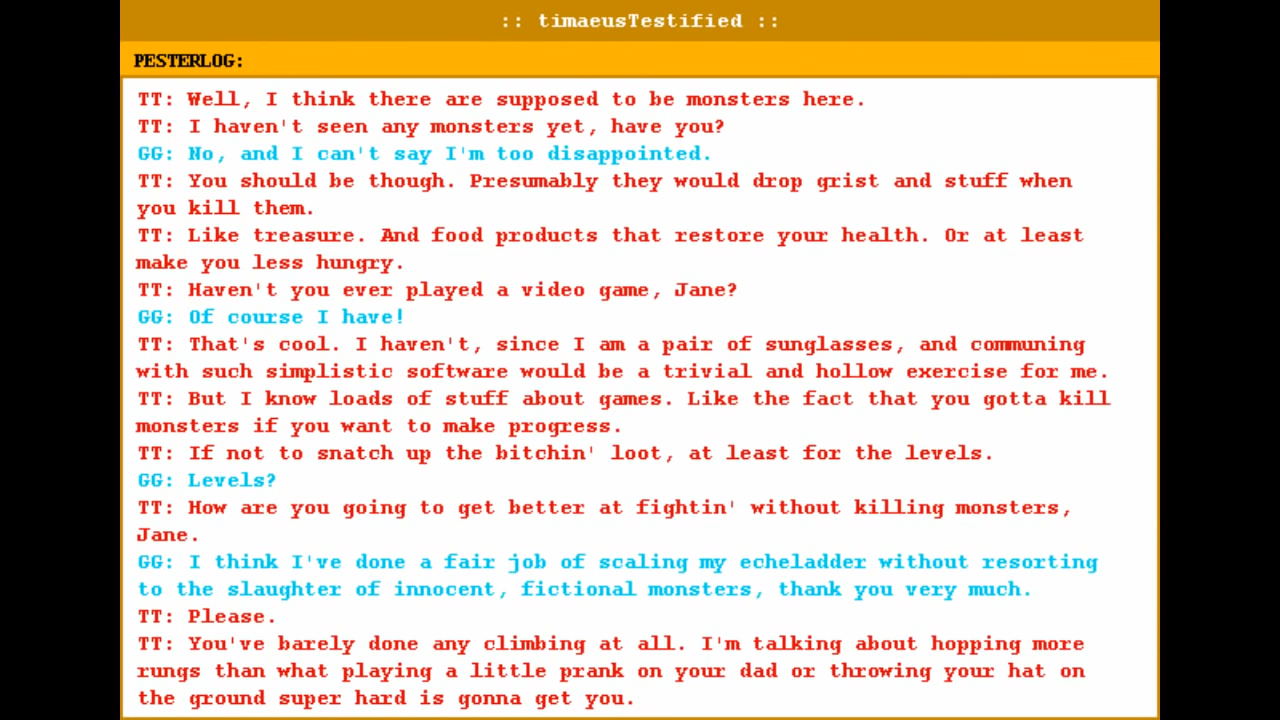 :: timaeusTestified ::
PESTERLOG:
TT: Well, I think there are supposed to be monsters here.
TT: I haven't seen any monsters yet, have you?
GG: No, and I can't say I'm too disappointed.
TT: You should be though. Presumably they would drop grist and stuff when
you kill them.
TT: Like treasure. And food products that restore your health. Or at least
make you less hungry.
TT: Haven't you ever played a video game, Jane?
GG: Of course I have!
TT: That's cool. I haven't, since I am a pair of sunglasses, and communing
with such simplistic software would be a trivial and hollow exercise for me.
TT: But I know loads of stuff about games. Like the fact that you gotta kill
monsters if you want to make progress.
TT: If not to snatch up the bitchin' loot, at least for the levels.
GG: Levels?
TT: How are you going to get better at fightin' without killing monsters,
Jane.
GG: I think I've done a fair job of scaling my echeladder without resorting
to the slaughter of innocent, fictional monsters, thank you very much.
TT: Please.
TT: You've barely done any climbing at all. I'm talking about hopping more
rungs than what playing a little prank on your dad or throwing your hat on
the ground super hard is gonna get you.